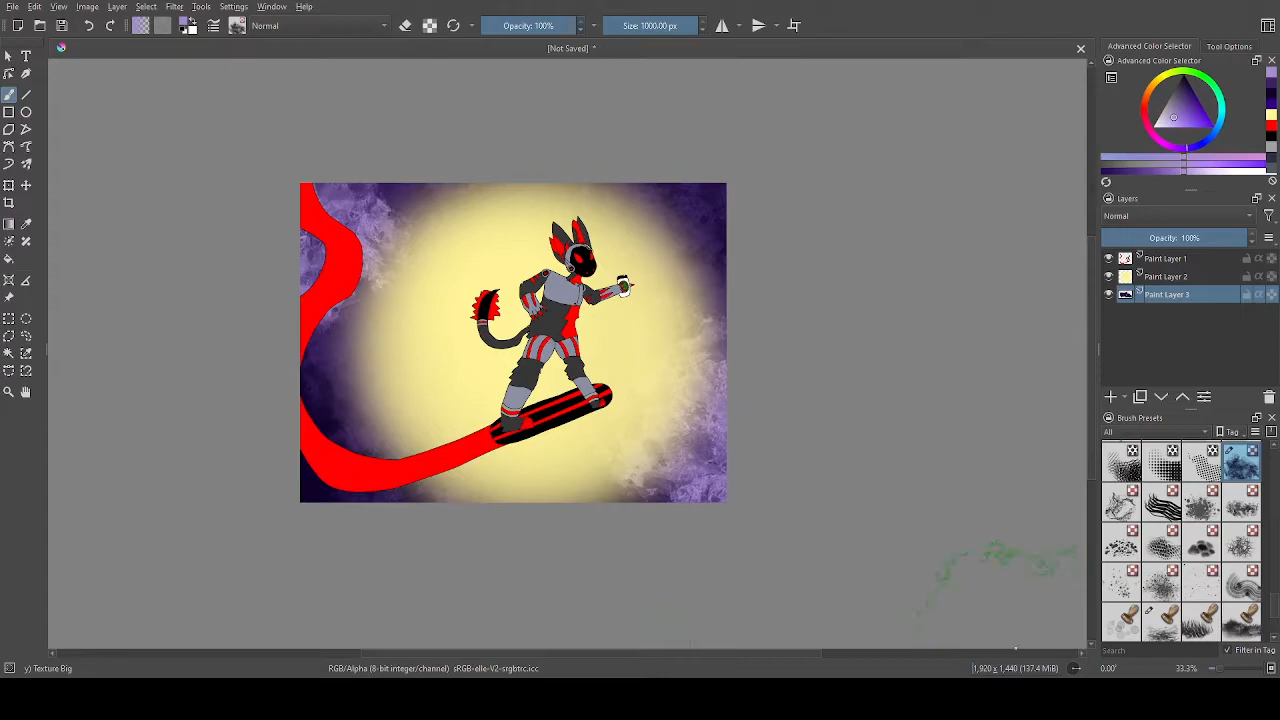 File Edit View Image Layer Select Filter Tools Settings Window Help
Normal Opacity: 100% Size: 1000.00 px
[Not Saved] *
Advanced Color Selector Tool Options
Advanced Color Selector
Layers
Normal
Opacity: 100%
Paint Layer 1
Paint Layer 2
Paint Layer 3
Brush Presets
All Tag
Search Filter in Tag
y) Texture Big RGB/Alpha (8-bit integer/channel) sRGB-elle-V2-srgbtrc.icc 1,920 x 1,440 (137.4 MiB) 0.00° 33.3%